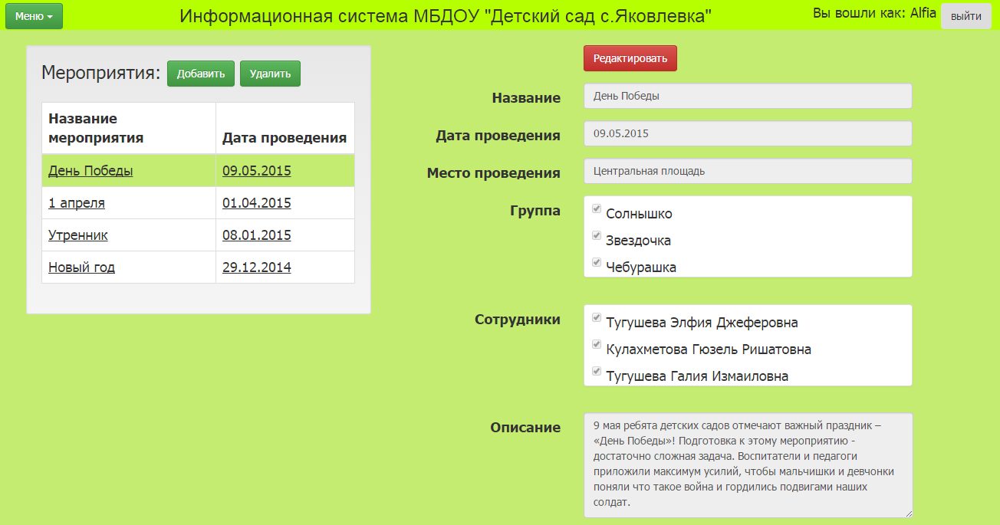 Меню
Информационная система МБДОУ "Детский сад с.Яковлевка"
Вы вошли как: Alfia
выйти
Мероприятия:
Добавить
Удалить
Название мероприятия
Дата проведения
День Победы
09.05.2015
1 апреля
01.04.2015
Утренник
08.01.2015
Новый год
29.12.2014
Редактировать
Название
День Победы
Дата проведения
09.05.2015
Место проведения
Центральная площадь
Группа
Солнышко
Звездочка
Чебурашка
Сотрудники
Тугушева Элфия Джеферовна
Кулахметова Гюзель Ришатовна
Тугушева Галия Измаиловна
Описание
9 мая ребята детских садов отмечают важный праздник –
«День Победы»! Подготовка к этому мероприятию -
достаточно сложная задача. Воспитатели и педагоги
приложили максимум усилий, чтобы мальчишки и девчонки
поняли что такое война и гордились подвигами наших
солдат.